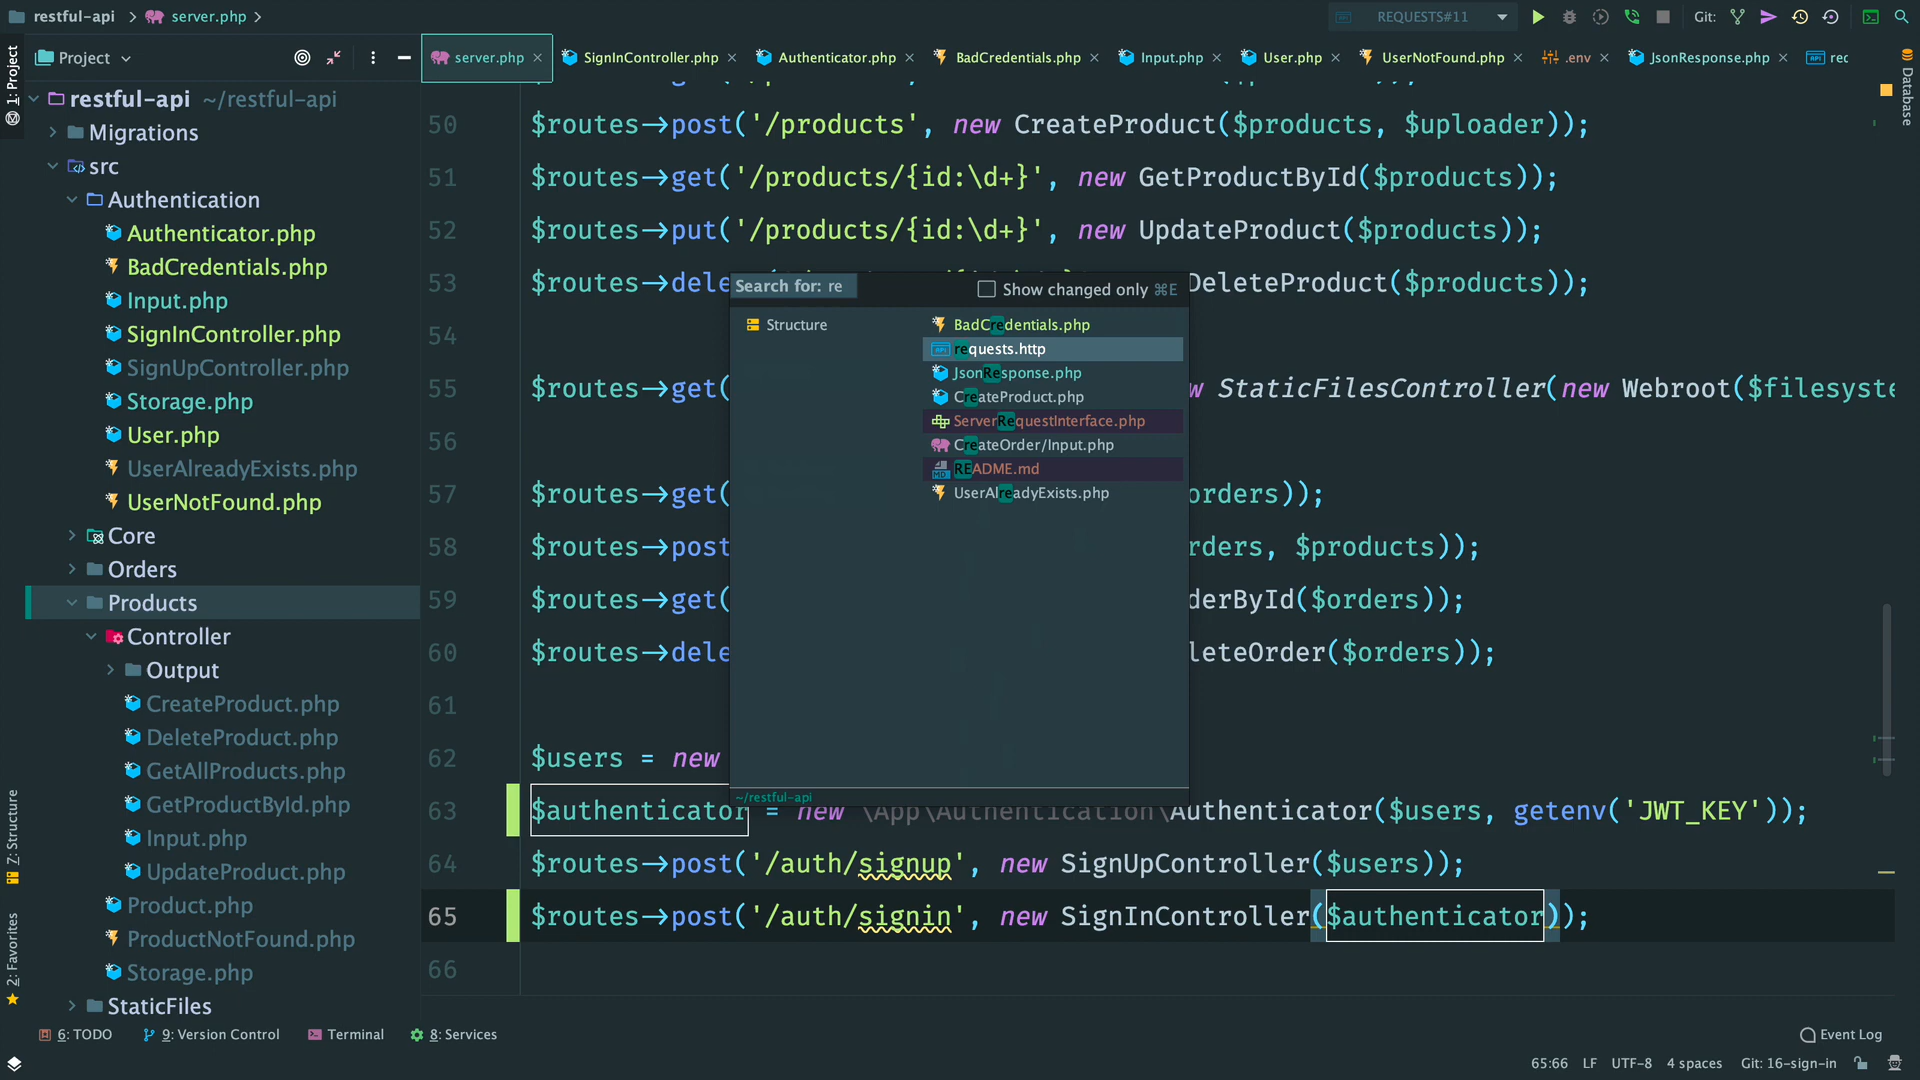 restful-api
server.php
REQUESTS#11
Git:
1: Project
Project
server.php
SignInController.php
Authenticator.php
BadCredentials.php
Input.php
User.php
UserNotFound.php
.env
JsonResponse.php
rec
Database
restful-api ~/restful-api
Migrations
src
Authentication
Authenticator.php
BadCredentials.php
Input.php
SignInController.php
SignUpController.php
Storage.php
User.php
UserAlreadyExists.php
UserNotFound.php
Core
Orders
Products
Controller
Output
CreateProduct.php
DeleteProduct.php
GetAllProducts.php
GetProductById.php
Input.php
UpdateProduct.php
Product.php
ProductNotFound.php
Storage.php
StaticFiles
Z: Structure
2: Favorites
50 $routes->post('/products', new CreateProduct($products, $uploader));
51 $routes->get('/products/{id:\d+}', new GetProductById($products));
52 $routes->put('/products/{id:\d+}', new UpdateProduct($products));
53 $routes->dele DeleteProduct($products));
54
55 $routes->get( w StaticFilesController(new Webroot($filesyste
56
57 $routes->get( orders));
58 $routes->post rders, $products));
59 $routes->get( derById($orders));
60 $routes->dele leteOrder($orders));
61
62 $users = new
63 $authenticator = new \App\Authentication\Authenticator($users, getenv('JWT_KEY'));
64 $routes->post('/auth/signup', new SignUpController($users));
65 $routes->post('/auth/signin', new SignInController($authenticator));
66
Search for: re
Show changed only ⌘E
Structure
BadCredentials.php
requests.http
JsonResponse.php
CreateProduct.php
ServerRequestInterface.php
CreateOrder/Input.php
README.md
UserAlreadyExists.php
~/restful-api
6: TODO
9: Version Control
Terminal
8: Services
Event Log
65:66 LF UTF-8 4 spaces Git: 16-sign-in